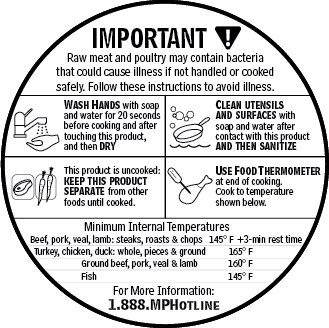 IMPORTANT
Raw meat and poultry may contain bacteria
that could cause illness if not handled or cooked
safely. Follow these instructions to avoid illness.
WASH HANDS with soap
and water for 20 seconds
before cooking and after
touching this product,
and then DRY
CLEAN UTENSILS
AND SURFACES with
soap and water after
contact with this product
AND THEN SANITIZE
This product is uncooked:
KEEP THIS PRODUCT
SEPARATE from other
foods until cooked.
USE FOOD THERMOMETER
at end of cooking.
Cook to temperature
shown below.
Minimum Internal Temperatures
Beef, pork, veal, lamb: steaks, roasts & chops 145° F +3-min rest time
Turkey, chicken, duck: whole, pieces & ground 165° F
Ground beef, pork, veal & lamb 160° F
Fish 145° F
For More Information:
1.888.MPHOTLINE